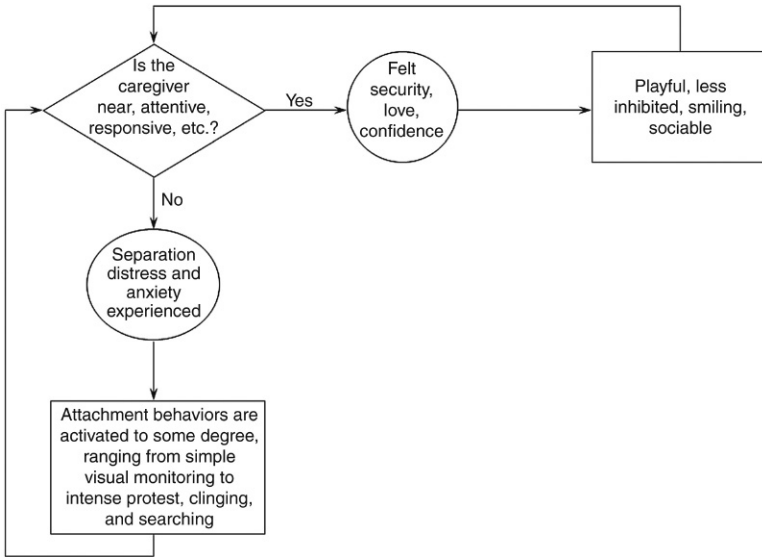 Is the
caregiver
near, attentive,
responsive, etc.?
Yes
Felt
security,
love,
confidence
Playful, less
inhibited, smiling,
sociable
No
Separation
distress and
anxiety
experienced
Attachment behaviors are
activated to some degree,
ranging from simple
visual monitoring to
intense protest, clinging,
and searching